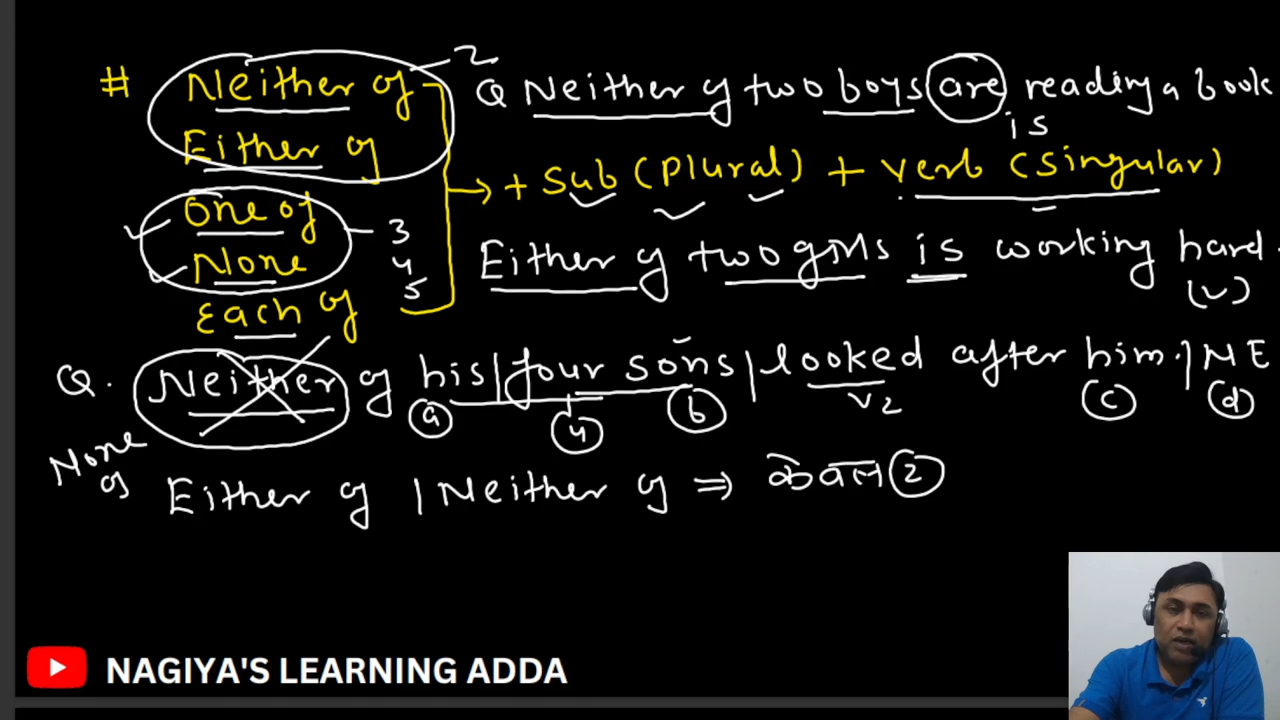 # Neither of 2 Q Neither of two boys are reading a book
is
Either of
→ + Sub (Plural) + verb (Singular)
One of 3
None 4
Either of two girls is working hard
Each of 5 (v)
Q. Neither of his | four sons | looked after him. | NE
a 4 b v2 c d
None of
Either of | Neither of ⇒ केवल 2
NAGIYA'S LEARNING ADDA